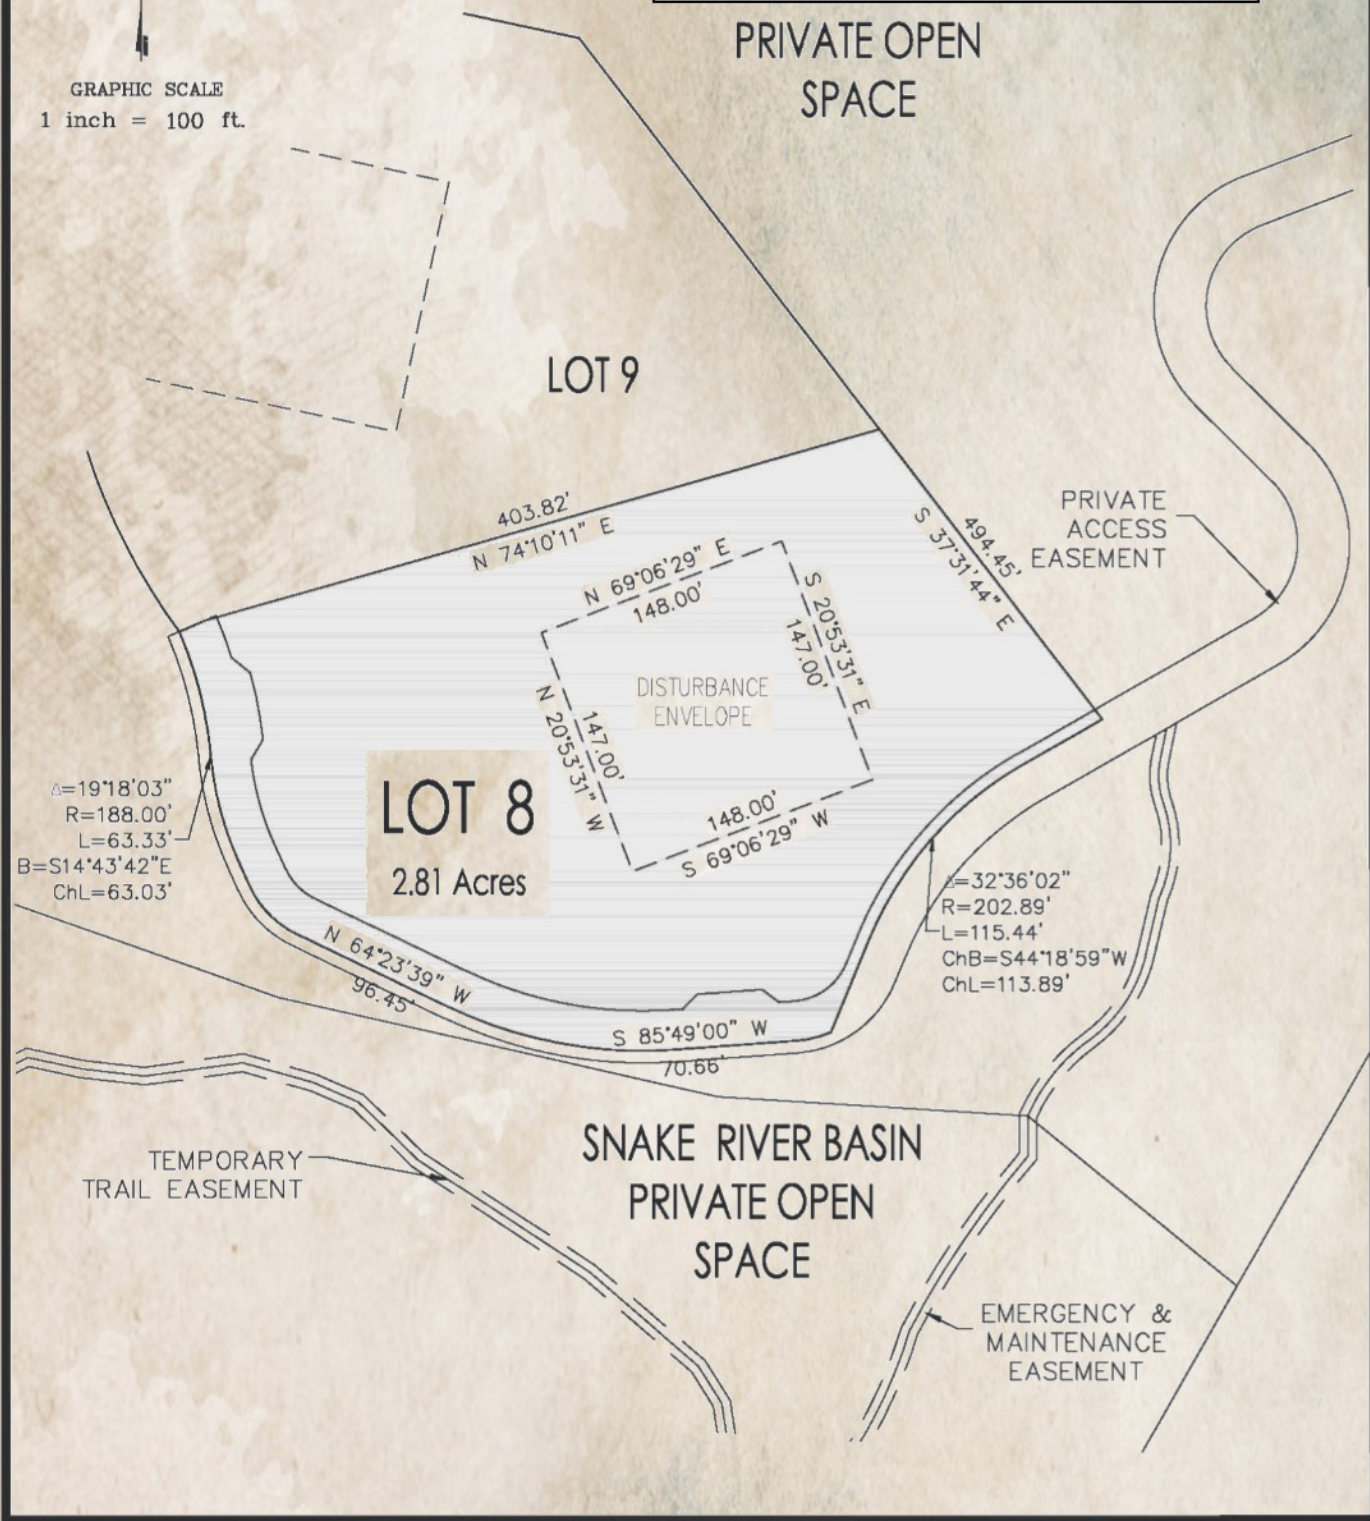 PRIVATE OPEN
SPACE
GRAPHIC SCALE
1 inch = 100 ft.
LOT 9
403.82'
N 74°10'11" E
494.45'
S 37°31'44" E
PRIVATE
ACCESS
EASEMENT
N 69°06'29" E
148.00'
S 20°53'31" E
147.00'
DISTURBANCE
ENVELOPE
147.00'
N 20°53'31" W
148.00'
S 69°06'29" W
LOT 8
2.81 Acres
Δ=19°18'03"
R=188.00'
L=63.33'
B=S14°43'42"E
ChL=63.03'
Δ=32°36'02"
R=202.89'
L=115.44'
ChB=S44°18'59"W
ChL=113.89'
N 64°23'39" W
96.45'
S 85°49'00" W
70.66'
TEMPORARY
TRAIL EASEMENT
SNAKE RIVER BASIN
PRIVATE OPEN
SPACE
EMERGENCY &
MAINTENANCE
EASEMENT